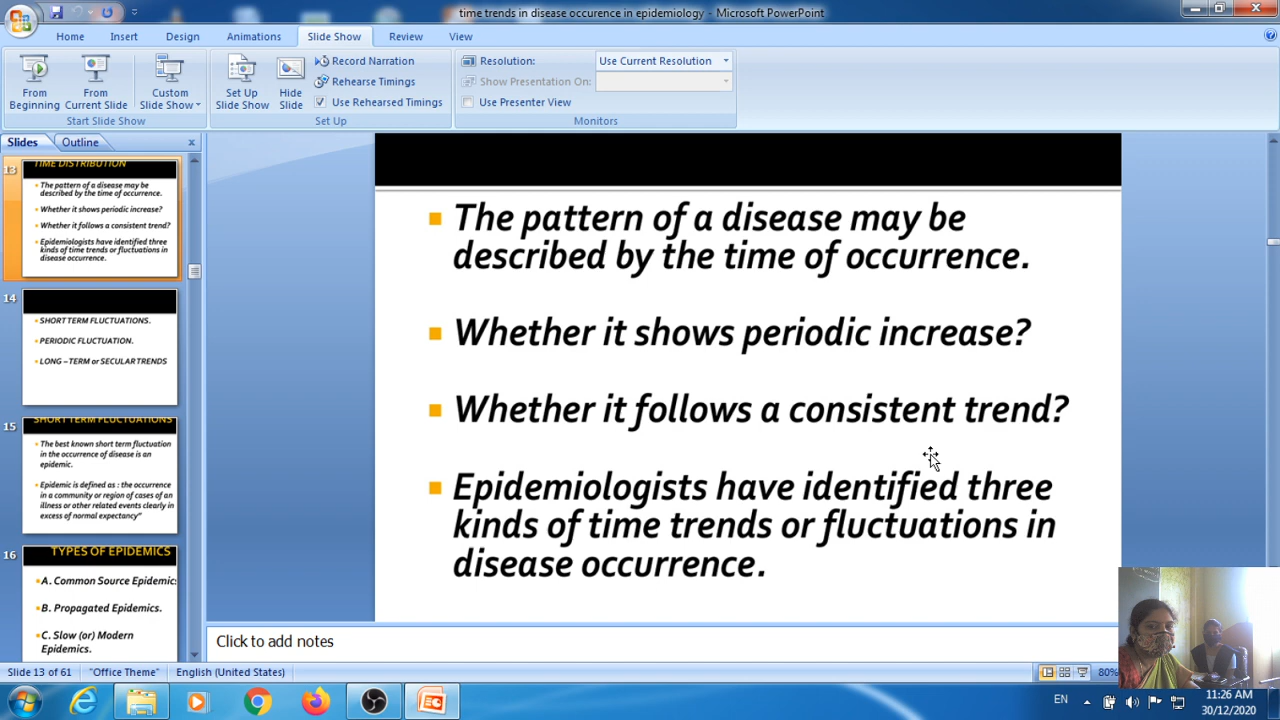 time trends in disease occurence in epidemiology - Microsoft PowerPoint
Home Insert Design Animations Slide Show Review View
From Beginning
From Current Slide
Custom Slide Show
Start Slide Show
Set Up Slide Show
Hide Slide
Record Narration
Rehearse Timings
Use Rehearsed Timings
Set Up
Resolution: Use Current Resolution
Show Presentation On:
Use Presenter View
Monitors
Slides Outline
13
TIME DISTRIBUTION
The pattern of a disease may be
described by the time of occurrence.
Whether it shows periodic increase?
Whether it follows a consistent trend?
Epidemiologists have identified three
kinds of time trends or fluctuations in
disease occurrence.
14
SHORT TERM FLUCTUATIONS.
PERIODIC FLUCTUATION.
LONG – TERM or SECULAR TRENDS
15
SHORT TERM FLUCTUATIONS
The best known short term fluctuation
in the occurrence of disease is an
epidemic.
Epidemic is defined as : the occurrence
in a community or region of cases of an
illness or other related events clearly in
excess of normal expectancy"
16
TYPES OF EPIDEMICS
A. Common Source Epidemic
B. Propagated Epidemics.
C. Slow (or) Modern
Epidemics.
The pattern of a disease may be
described by the time of occurrence.
Whether it shows periodic increase?
Whether it follows a consistent trend?
Epidemiologists have identified three
kinds of time trends or fluctuations in
disease occurrence.
Click to add notes
Slide 13 of 61 "Office Theme" English (United States) 80%
EN 11:26 AM
30/12/2020